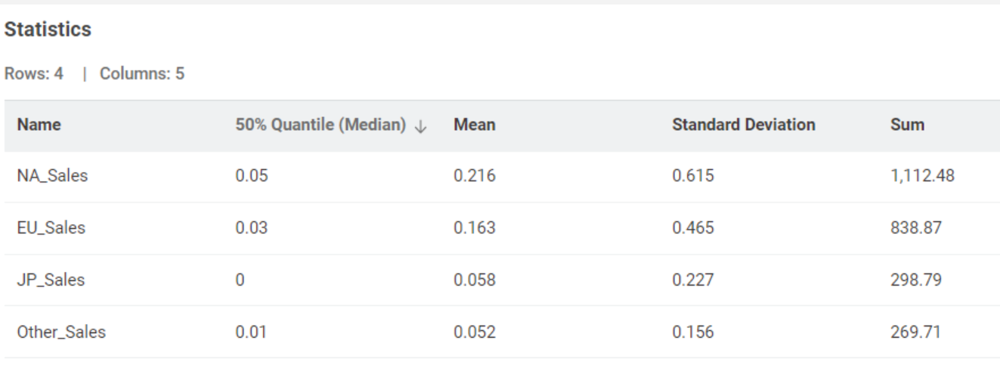 Statistics
Rows: 4 | Columns: 5
Name 50% Quantile (Median) ↓ Mean Standard Deviation Sum
NA_Sales 0.05 0.216 0.615 1,112.48
EU_Sales 0.03 0.163 0.465 838.87
JP_Sales 0 0.058 0.227 298.79
Other_Sales 0.01 0.052 0.156 269.71